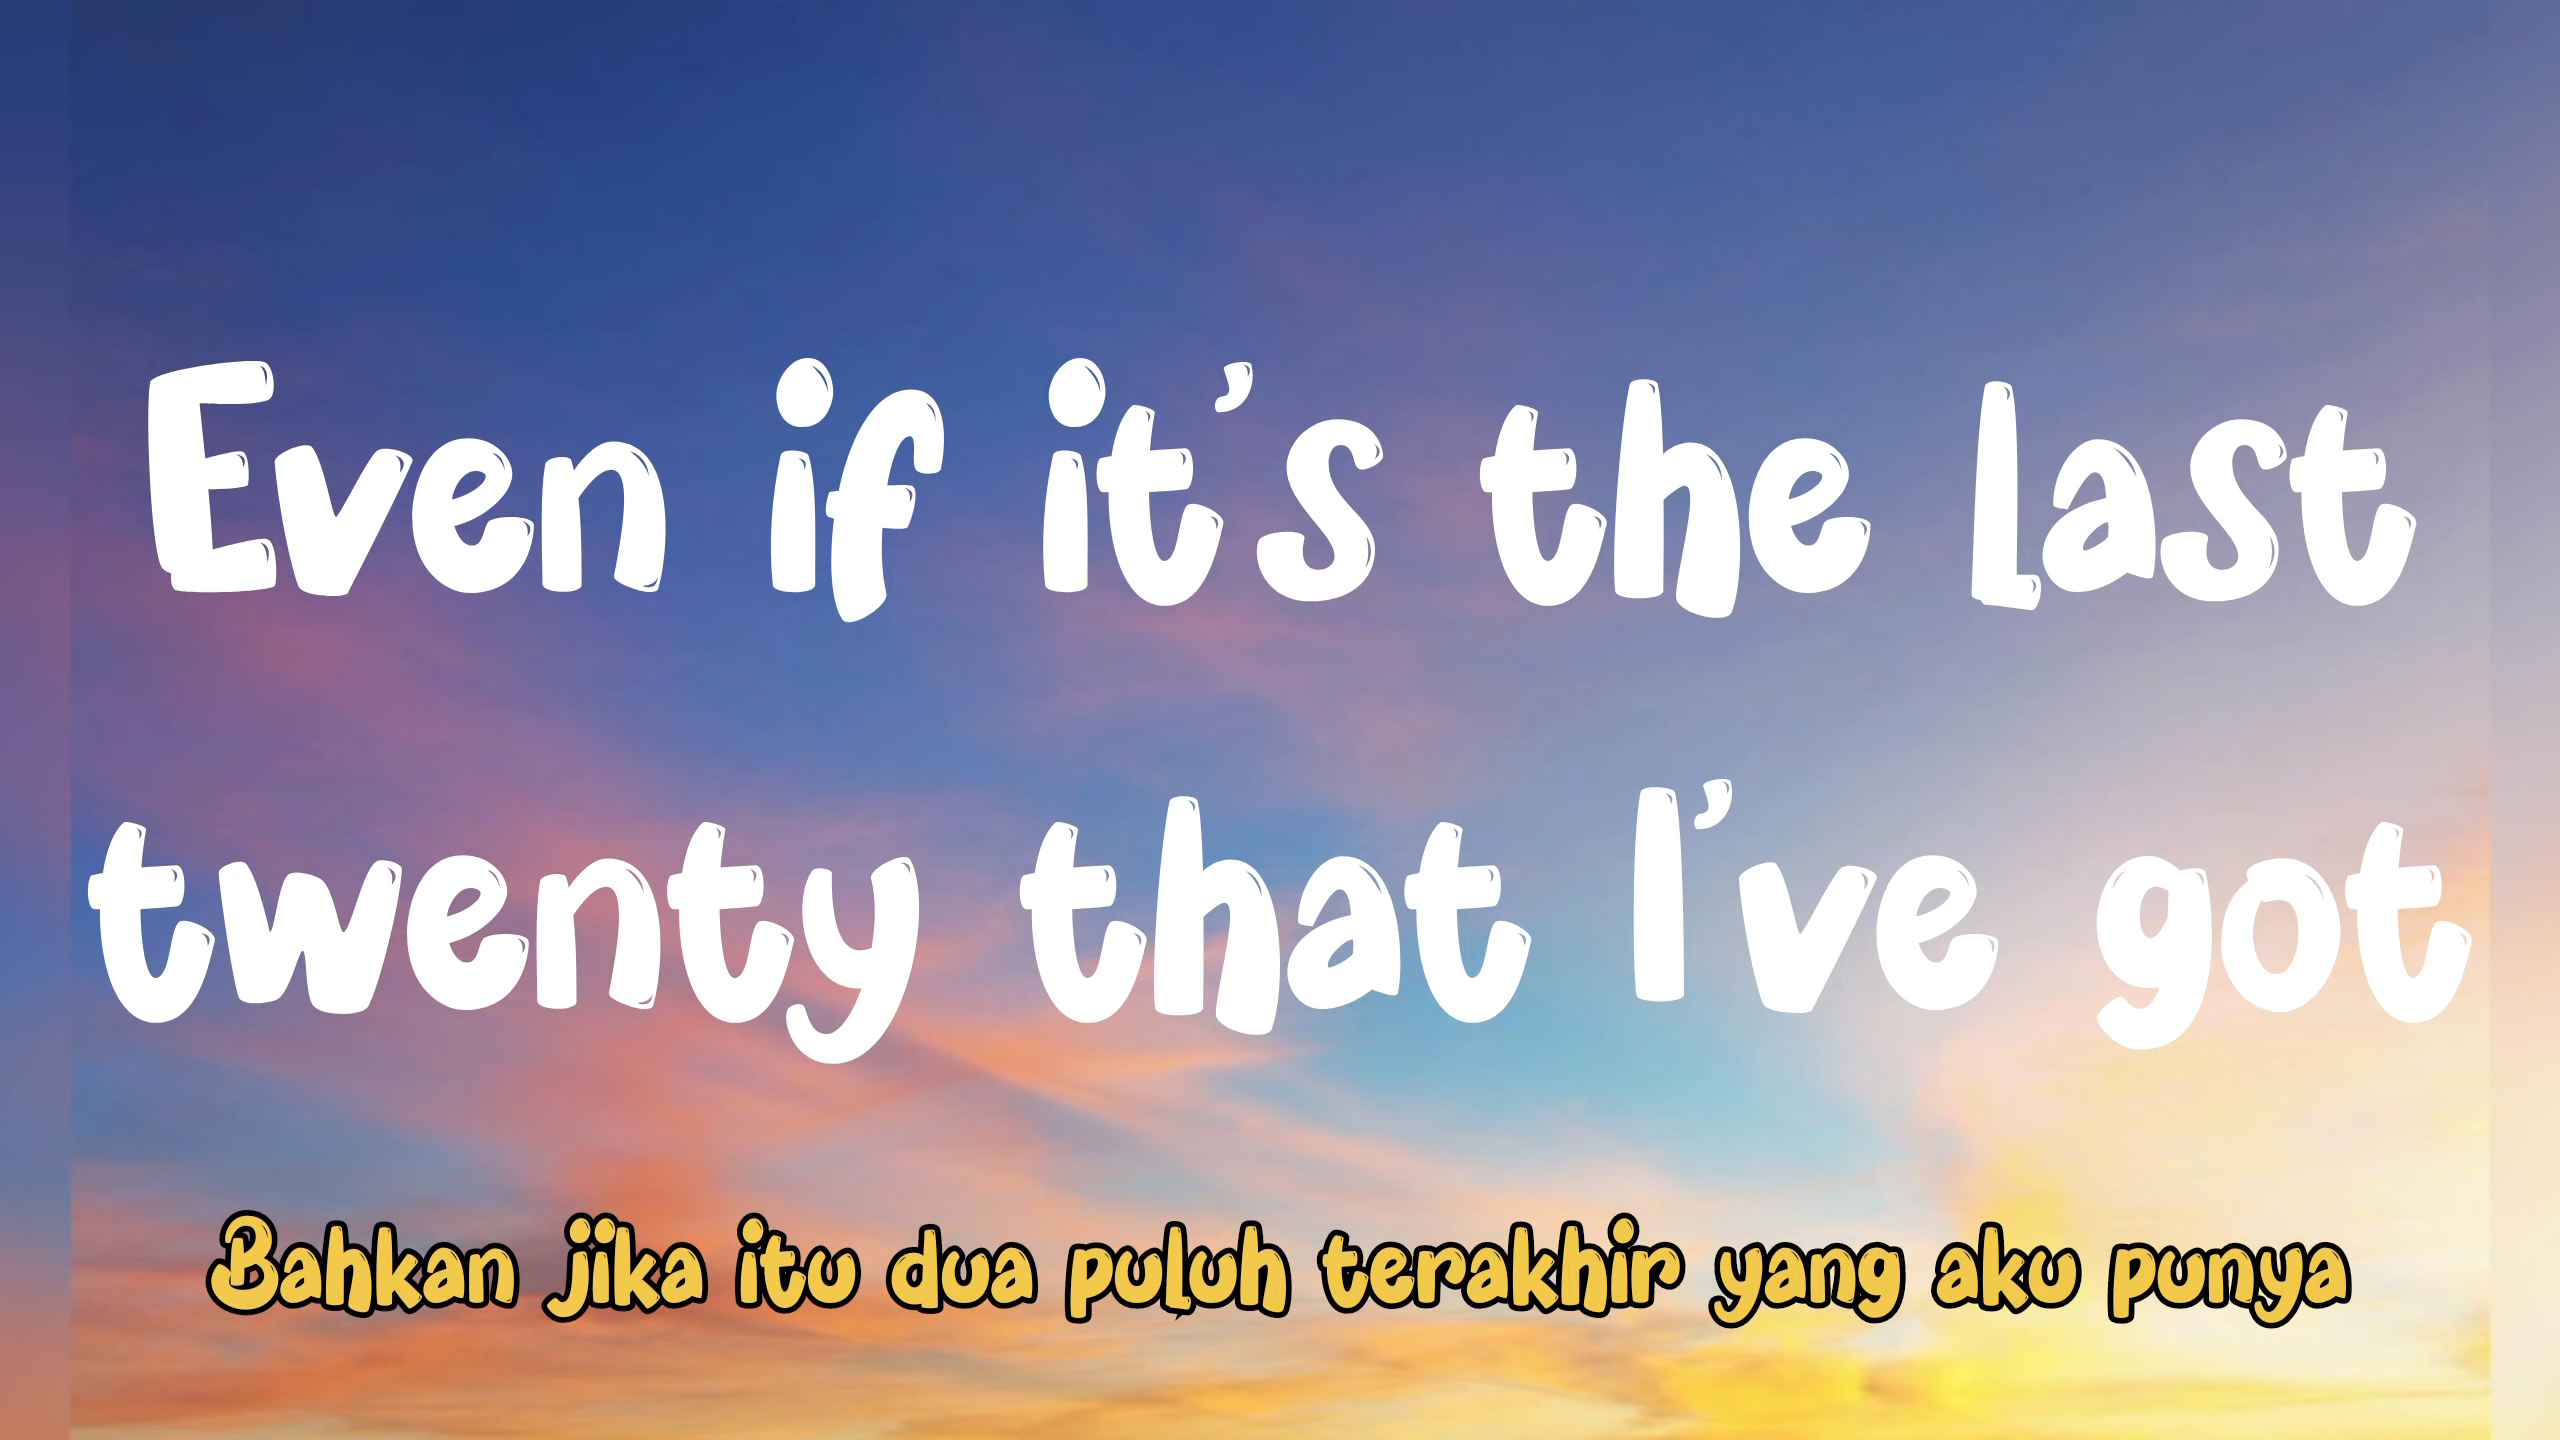 Even if it's the last
twenty that I've got
Bahkan jika itu dua puluh terakhir yang aku punya